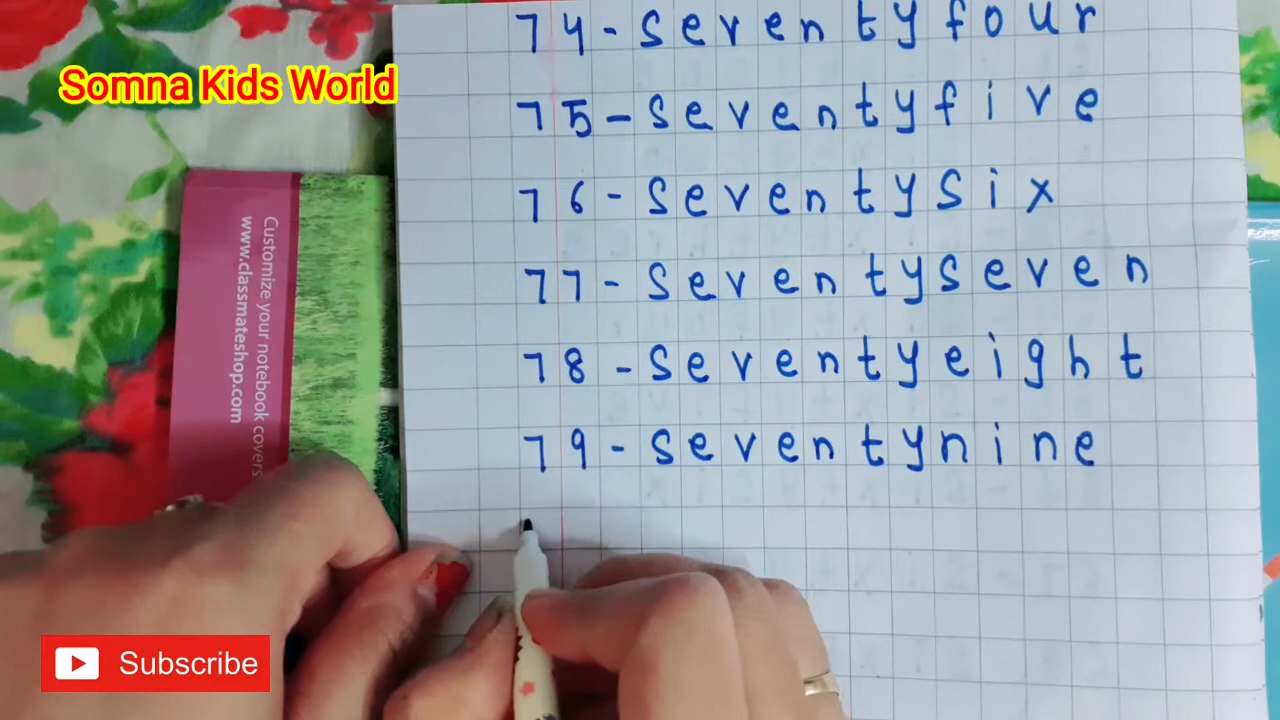 Somna Kids World
74-seventyfour
75-seventyfive
76-seventysix
77-seventyseven
78-seventyeight
79-seventynine
Customize your notebook covers
www.classmateshop.com
Subscribe